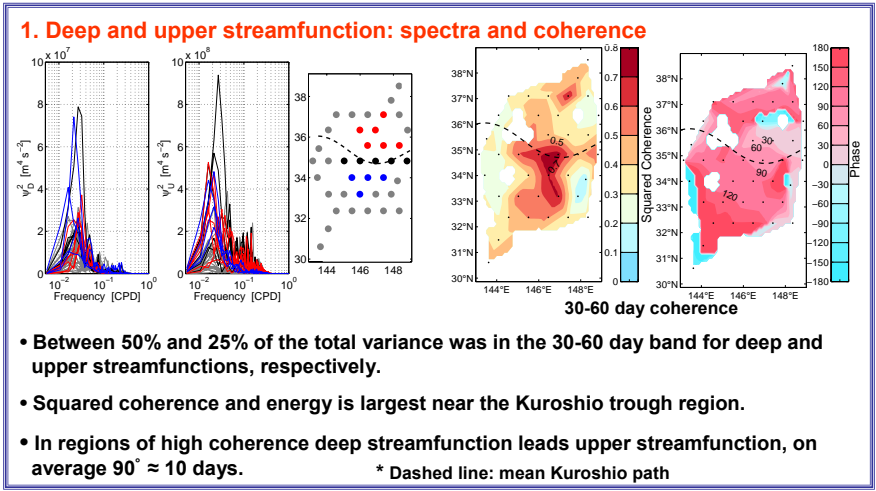 1. Deep and upper streamfunction: spectra and coherence
x 10^7
10
8
6
4
2
0
ψ_D^2 [m^4 s^-2]
10^-2
10^-1
10^0
Frequency [CPD]
x 10^8
10
8
6
4
2
0
ψ_U^2 [m^4 s^-2]
10^-2
10^-1
10^0
Frequency [CPD]
38
36
34
32
30
144
146
148
38°N
37°N
36°N
35°N
34°N
33°N
32°N
31°N
30°N
144°E
146°E
148°E
0.5
0.7
0.8
0.7
0.6
0.5
0.4
0.3
0.2
0.1
0
Squared Coherence
38°N
37°N
36°N
35°N
34°N
33°N
32°N
31°N
30°N
144°E
146°E
148°E
30
60
90
120
180
150
120
90
60
30
0
−30
−60
−90
−120
−150
−180
Phase
30-60 day coherence
• Between 50% and 25% of the total variance was in the 30-60 day band for deep and
upper streamfunctions, respectively.
• Squared coherence and energy is largest near the Kuroshio trough region.
• In regions of high coherence deep streamfunction leads upper streamfunction, on
average 90° ≈ 10 days.
* Dashed line: mean Kuroshio path